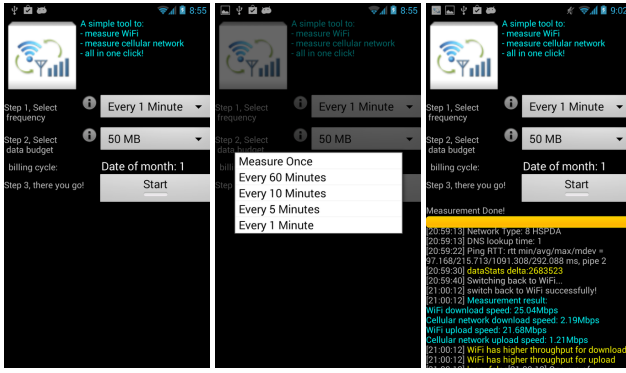 8:55
A simple tool to:
- measure WiFi
- measure cellular network
- all in one click!
Step 1, Select
frequency
Every 1 Minute
Step 2, Select
data budget
50 MB
billing cycle:
Date of month: 1
Step 3, there you go!
Start
8:55
A simple tool to:
- measure WiFi
- measure cellular network
- all in one click!
Step 1, Select
frequency
Every 1 Minute
Step 2, Select
data budget
50 MB
Measure Once
Every 60 Minutes
Every 10 Minutes
Every 5 Minutes
Every 1 Minute
Step
Start
9:02
A simple tool to:
- measure WiFi
- measure cellular network
- all in one click!
Step 1, Select
frequency
Every 1 Minute
Step 2, Select
data budget
50 MB
billing cycle:
Date of month: 1
Step 3, there you go!
Start
Measurement Done!
[20:59:13] Network Type: 8 HSPDA
[20:59:13] DNS lookup time: 1
[20:59:22] Ping RTT: rtt min/avg/max/mdev =
97.168/215.713/1091.308/292.088 ms, pipe 2
[20:59:30] dataStats delta:2683523
[20:59:40] Switching back to WiFi...
[21:00:12] switch back to WiFi successfully!
[21:00:12] Measurement result:
WiFi download speed: 25.04Mbps
Cellular network download speed: 2.19Mbps
WiFi upload speed: 21.68Mbps
Cellular network upload speed: 1.21Mbps
[21:00:12] WiFi has higher throughput for download
[21:00:12] WiFi has higher throughput for upload